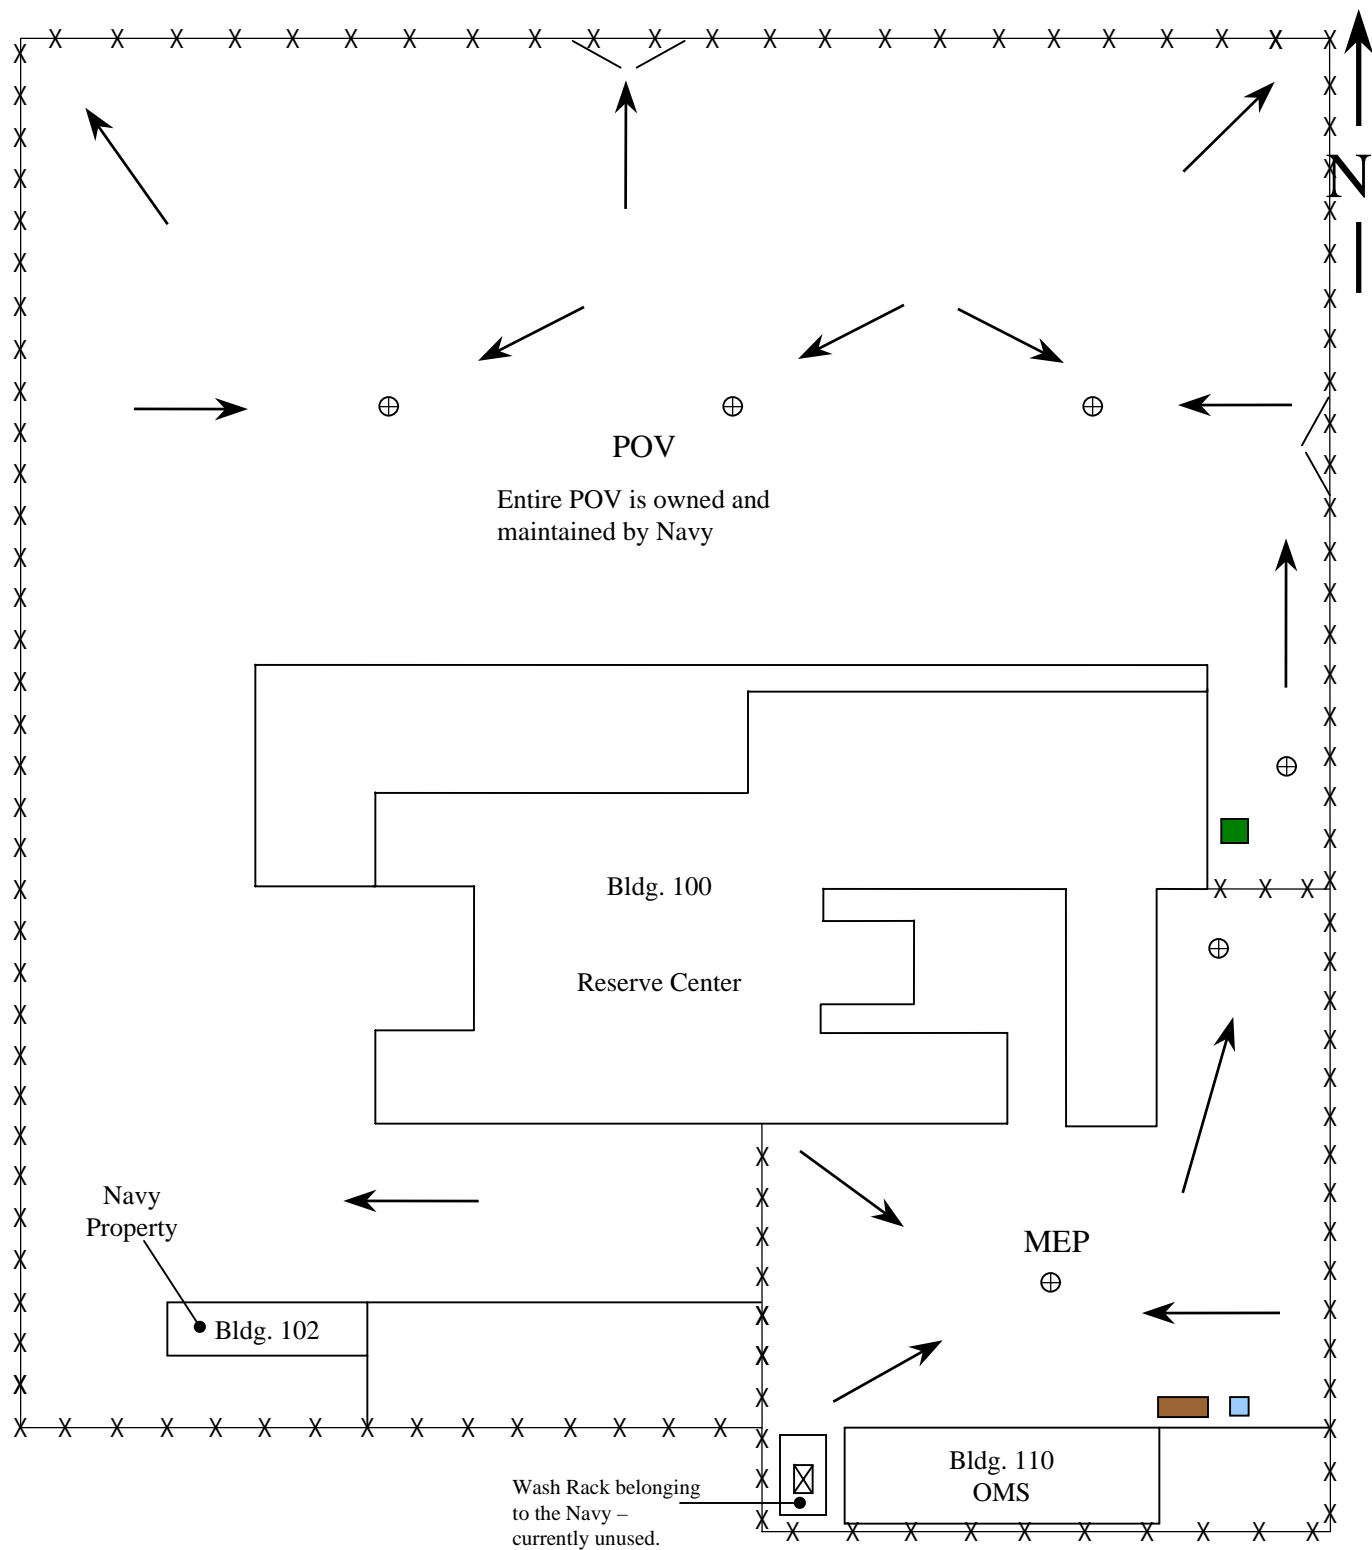 N
POV
Entire POV is owned and
maintained by Navy
Bldg. 100
Reserve Center
Navy
Property
MEP
Bldg. 102
Bldg. 110
OMS
Wash Rack belonging
to the Navy –
currently unused.